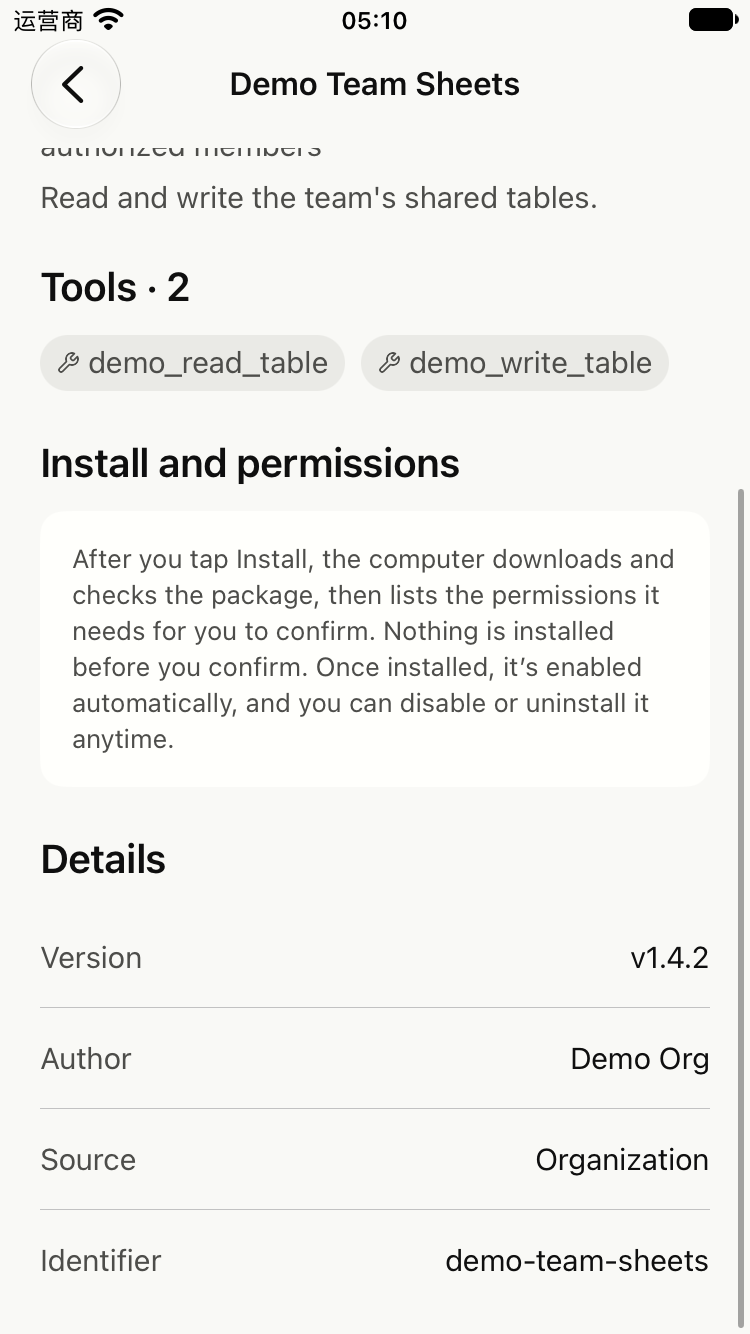 运营商
05:10
Demo Team Sheets
authorized members
Read and write the team's shared tables.
Tools · 2
demo_read_table
demo_write_table
Install and permissions
After you tap Install, the computer downloads and
checks the package, then lists the permissions it
needs for you to confirm. Nothing is installed
before you confirm. Once installed, it’s enabled
automatically, and you can disable or uninstall it
anytime.
Details
Version
v1.4.2
Author
Demo Org
Source
Organization
Identifier
demo-team-sheets